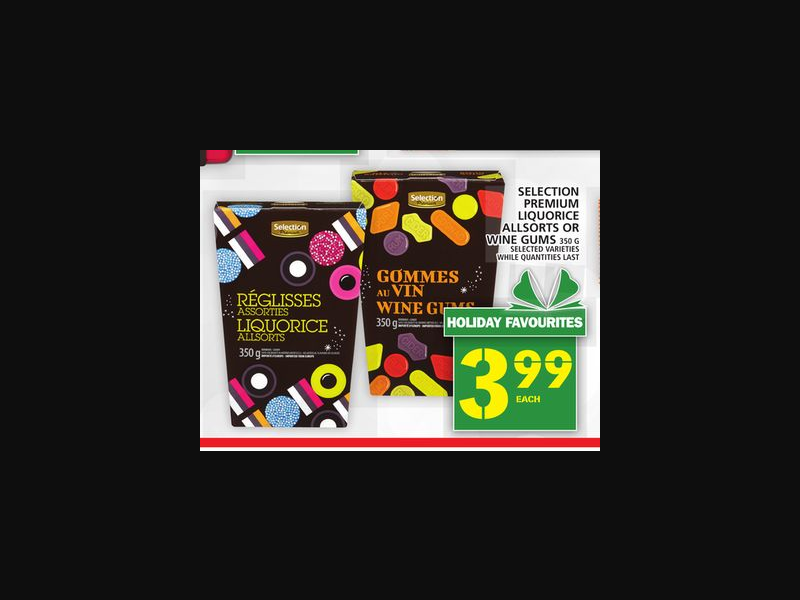 SELECTION
PREMIUM
LIQUORICE
ALLSORTS OR
WINE GUMS 350 G
SELECTED VARIETIES
WHILE QUANTITIES LAST
HOLIDAY FAVOURITES
3 99
EACH
Selection
RÉGLISSES
ASSORTIES
LIQUORICE
ALLSORTS
350 g
Selection
GOMMES
AU VIN
WINE GUMS
350 g